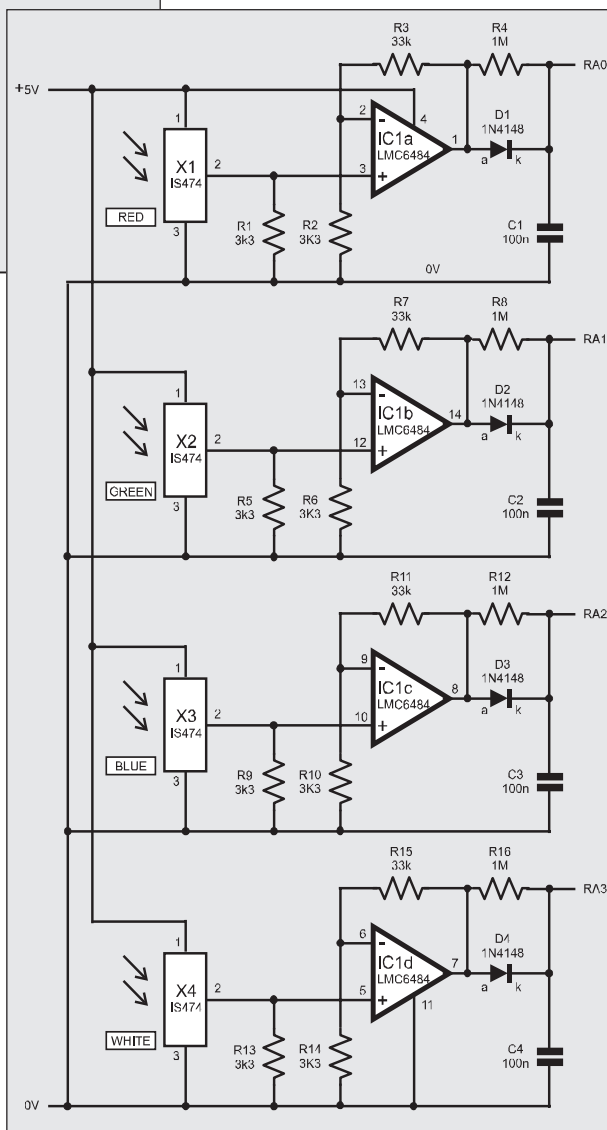 R3
33k
R4
1M
RA0
+5V
D1
1N4148
1
4
2
-
IC1a
LMC6484
1
a
k
X1
IS474
2
3
+
RED
3
R1
3k3
R2
3K3
C1
100n
0V
R7
33k
R8
1M
RA1
D2
1N4148
1
13
-
IC1b
LMC6484
14
a
k
X2
IS474
2
12
+
GREEN
3
R5
3k3
R6
3K3
C2
100n
R11
33k
R12
1M
RA2
D3
1N4148
1
9
-
IC1c
LMC6484
8
a
k
X3
IS474
2
10
+
BLUE
3
R9
3k3
R10
3K3
C3
100n
R15
33k
R16
1M
RA3
D4
1N4148
1
6
-
IC1d
LMC6484
7
a
k
X4
IS474
2
5
+
11
WHITE
3
R13
3k3
R14
3K3
C4
100n
0V